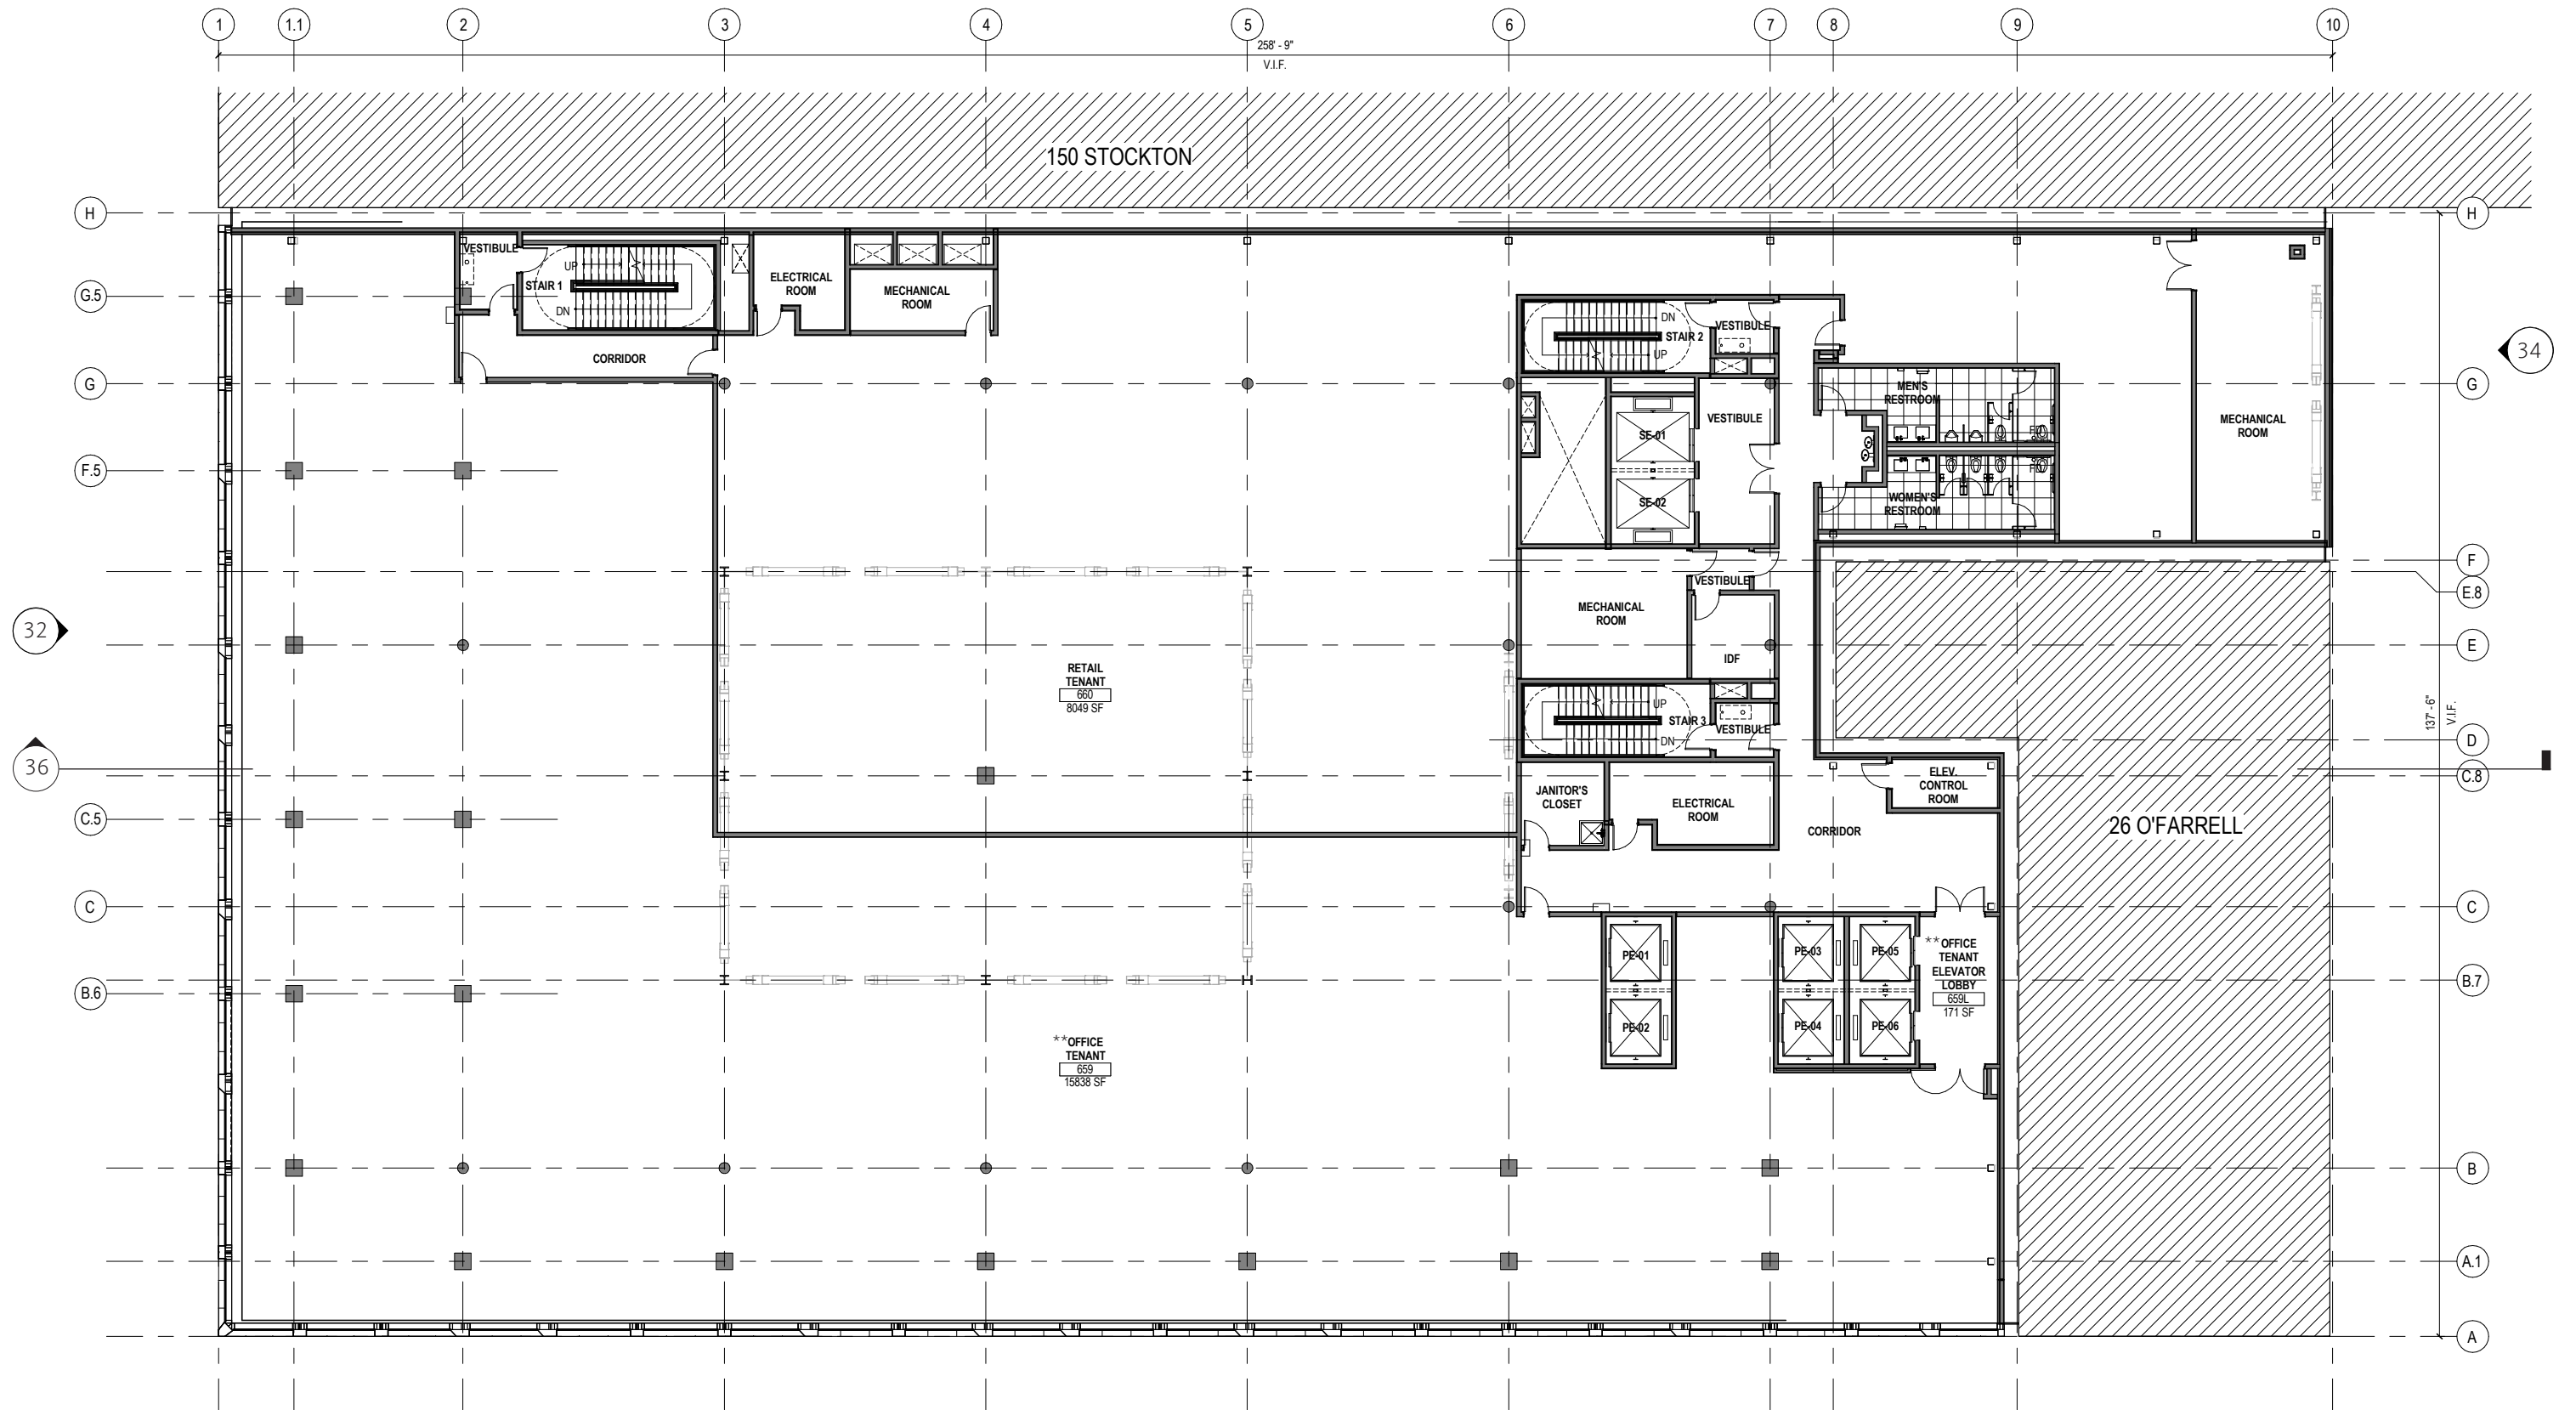 1
1.1
2
3
4
5
6
7
8
9
10
258' - 9"
V.I.F.
150 STOCKTON
H
H
VESTIBULE
UP
STAIR 1
DN
ELECTRICAL
ROOM
MECHANICAL
ROOM
G.5
CORRIDOR
DN
STAIR 2
UP
VESTIBULE
34
G
G
MEN'S
RESTROOM
VESTIBULE
SE-01
SE-02
MECHANICAL
ROOM
F.5
WOMEN'S
RESTROOM
F
E.8
VESTIBULE
MECHANICAL
ROOM
IDF
32
E
RETAIL
TENANT
660
8049 SF
UP
STAIR 3
DN
VESTIBULE
137' - 6"
V.I.F.
D
36
C.8
JANITOR'S
CLOSET
ELECTRICAL
ROOM
ELEV.
CONTROL
ROOM
C.5
CORRIDOR
26 O'FARRELL
C
C
PE-01
PE-02
PE-03
PE-04
PE-05
PE-06
**OFFICE
TENANT
ELEVATOR
LOBBY
659L
171 SF
B.6
B.7
**OFFICE
TENANT
659
15838 SF
B
A.1
A